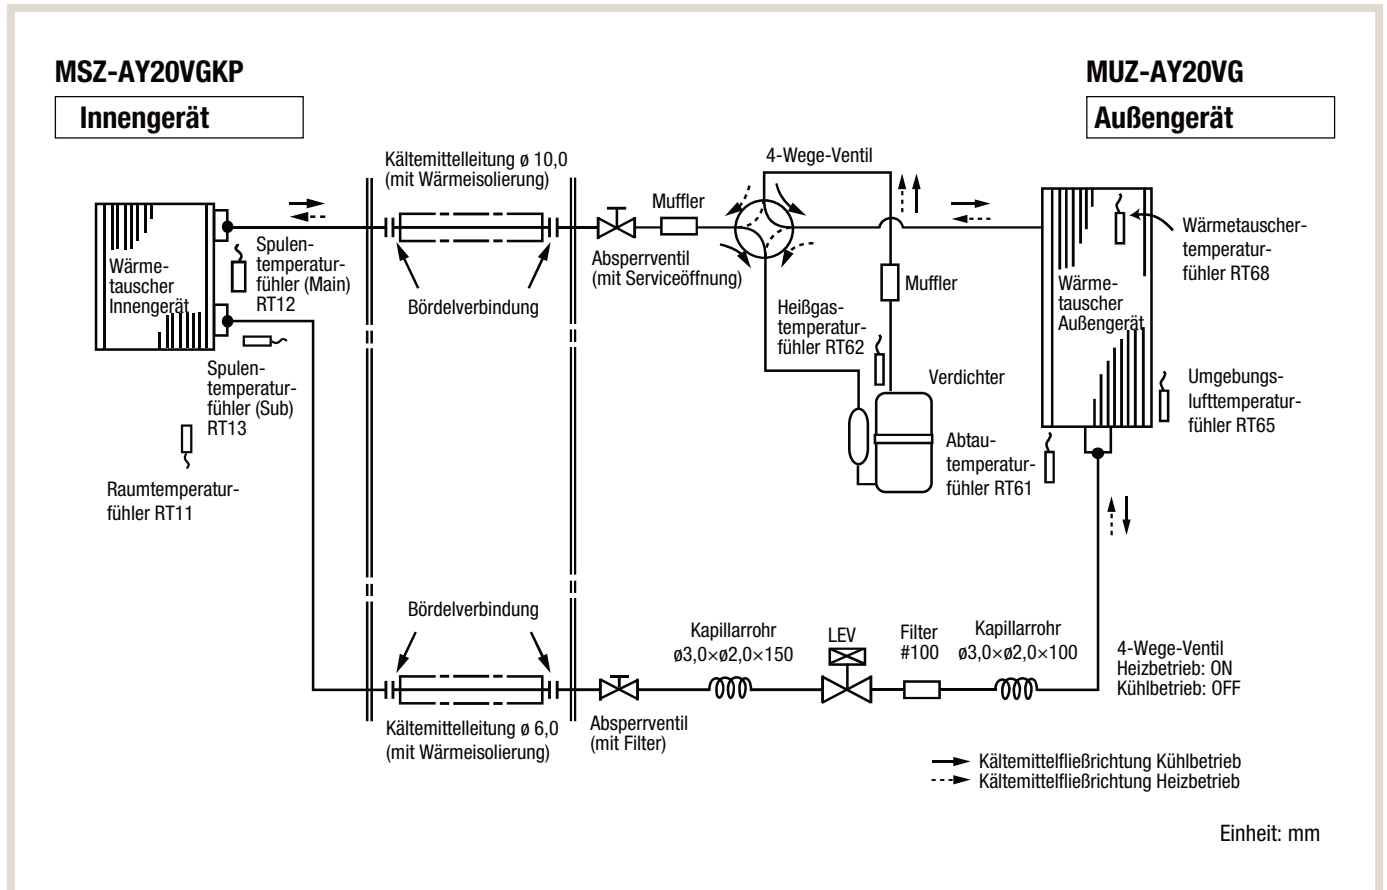 MSZ-AY20VGKP
Innengerät
MUZ-AY20VG
Außengerät
Kältemittelleitung ø 10,0
(mit Wärmeisolierung)
4-Wege-Ventil
Muffler
Wärme-
tauscher
Innengerät
Spulen-
temperatur-
fühler (Main)
RT12
Bördelverbindung
Absperrventil
(mit Serviceöffnung)
Muffler
Wärmetauscher-
temperatur-
fühler RT68
Wärme-
tauscher
Außengerät
Heißgas-
temperatur-
fühler RT62
Spulen-
temperatur-
fühler (Sub)
RT13
Verdichter
Umgebungs-
lufttemperatur-
fühler RT65
Abtau-
temperatur-
fühler RT61
Raumtemperatur-
fühler RT11
Bördelverbindung
Kapillarrohr
ø3,0×ø2,0×150
LEV
Filter
#100
Kapillarrohr
ø3,0×ø2,0×100
4-Wege-Ventil
Heizbetrieb: ON
Kühlbetrieb: OFF
Kältemittelleitung ø 6,0
(mit Wärmeisolierung)
Absperrventil
(mit Filter)
Kältemittelfließrichtung Kühlbetrieb
Kältemittelfließrichtung Heizbetrieb
Einheit: mm